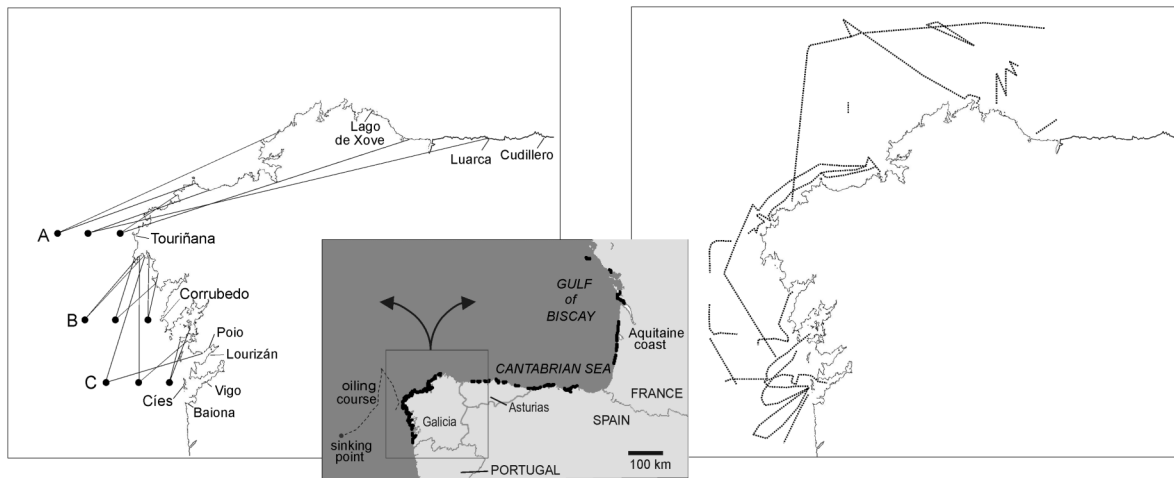 Lago
de Xove
Luarca
Cudillero
A
Touriñana
B
Corrubedo
Poio
Lourizán
C
Cíes
Vigo
Baiona
GULF
of
BISCAY
Aquitaine
coast
CANTABRIAN SEA
oiling
course
FRANCE
Asturias
Galicia
SPAIN
sinking
point
PORTUGAL
100 km